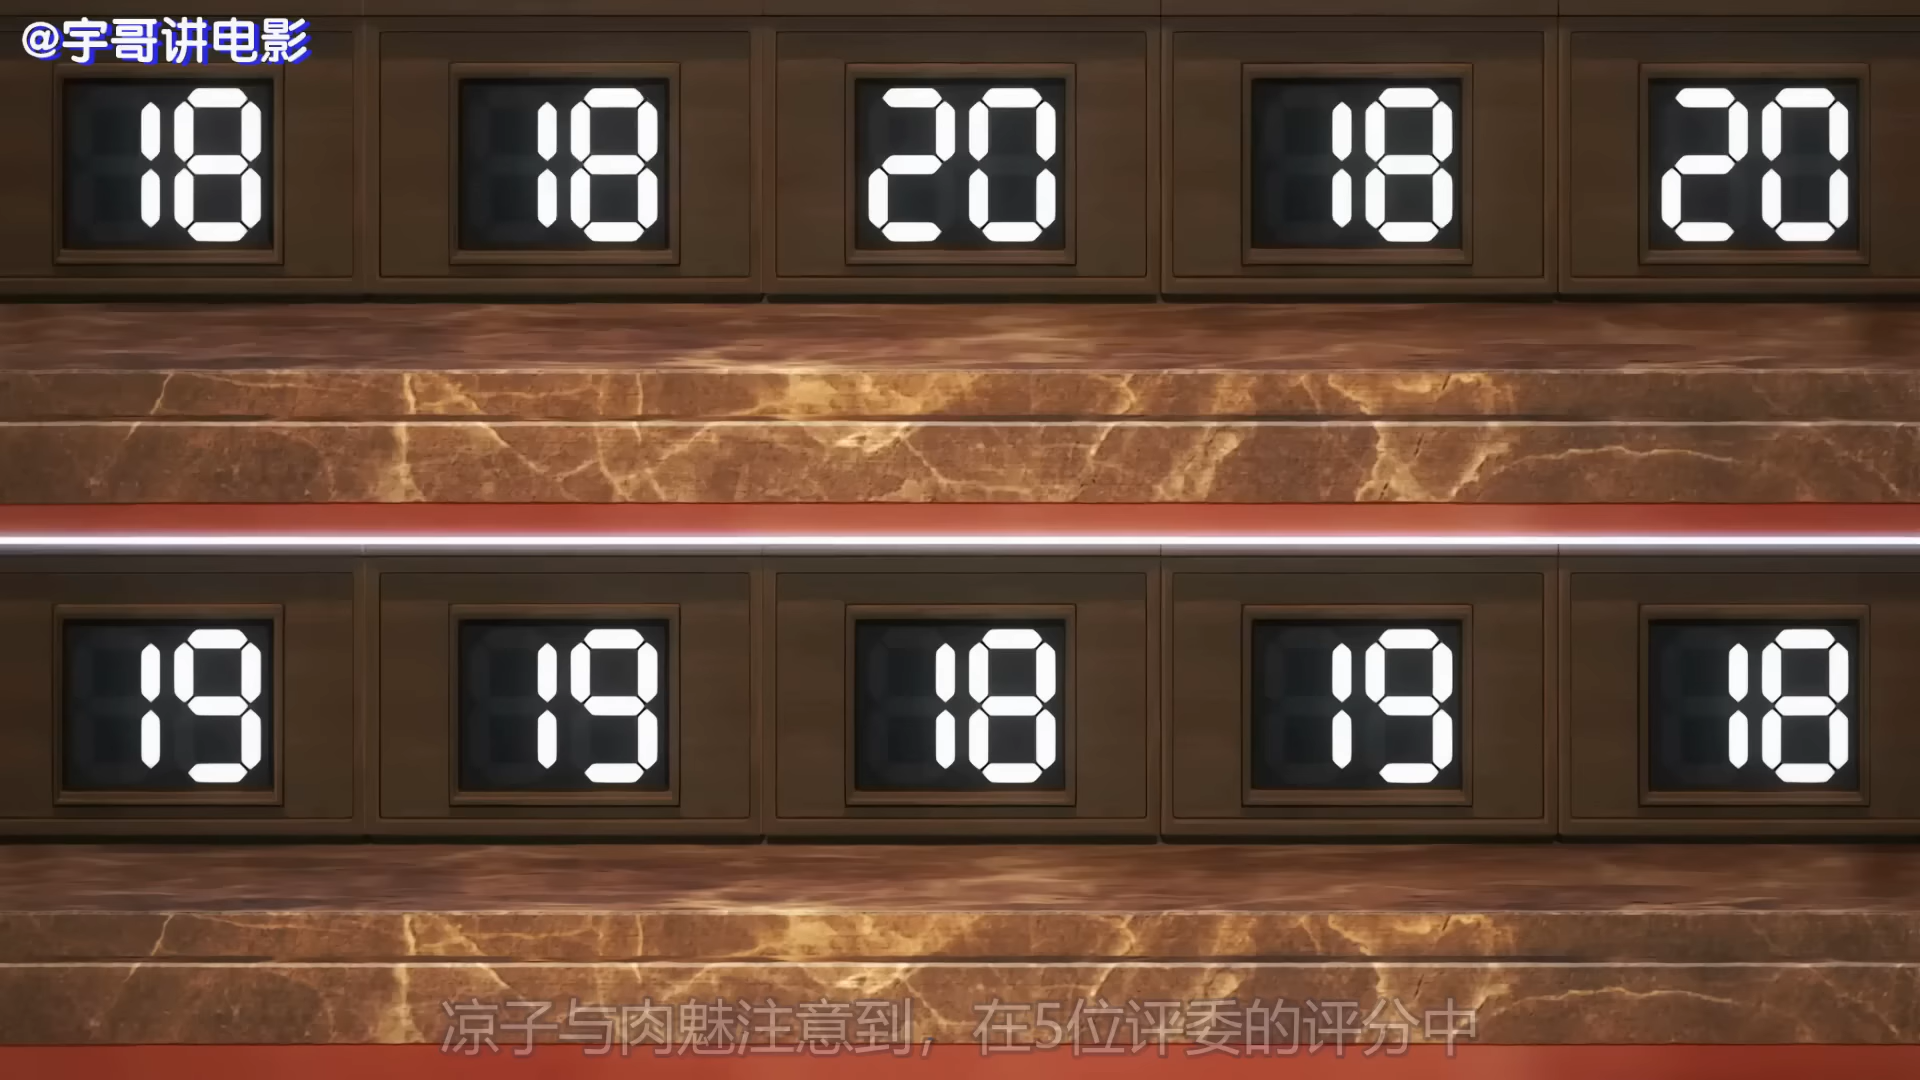 @宇哥讲电影
18 18 20 18 20
19 19 18 19 18
凉子与肉魅注意到，在5位评委的评分中